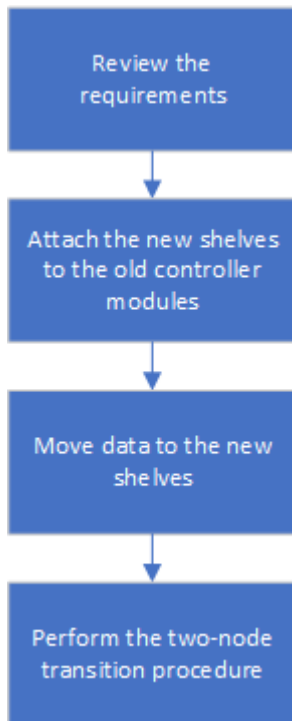 Review the
requirements
Attach the new shelves
to the old controller
modules
Move data to the new
shelves
Perform the two-node
transition procedure